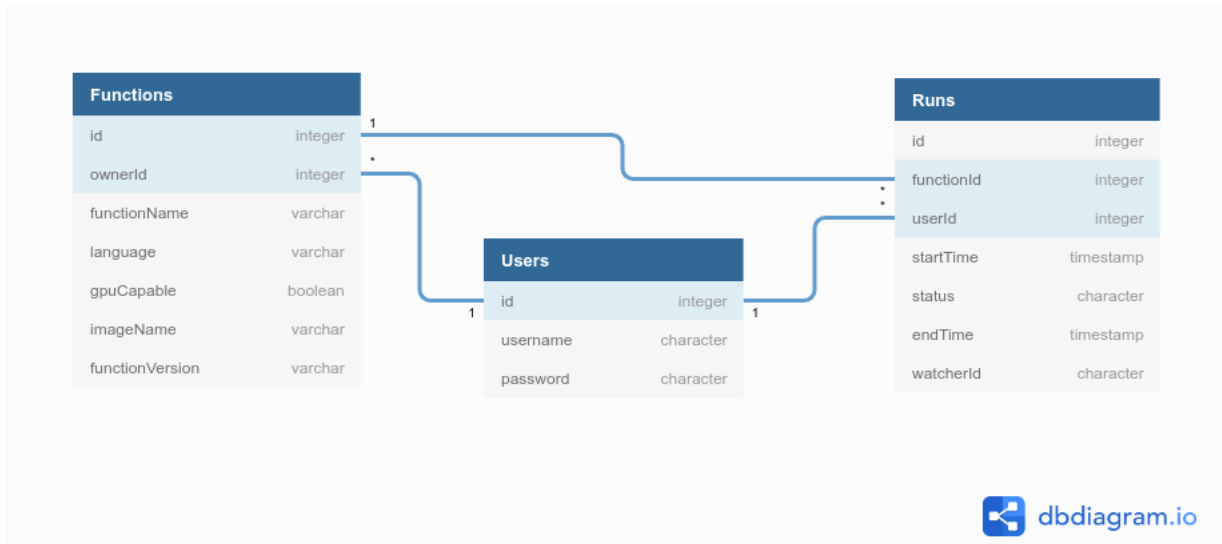 Functions
id integer
ownerId integer
functionName varchar
language varchar
gpuCapable boolean
imageName varchar
functionVersion varchar
1
*
Users
id integer
username character
password character
1
1
Runs
id integer
functionId integer
userId integer
startTime timestamp
status character
endTime timestamp
watcherId character
*
*
dbdiagram.io